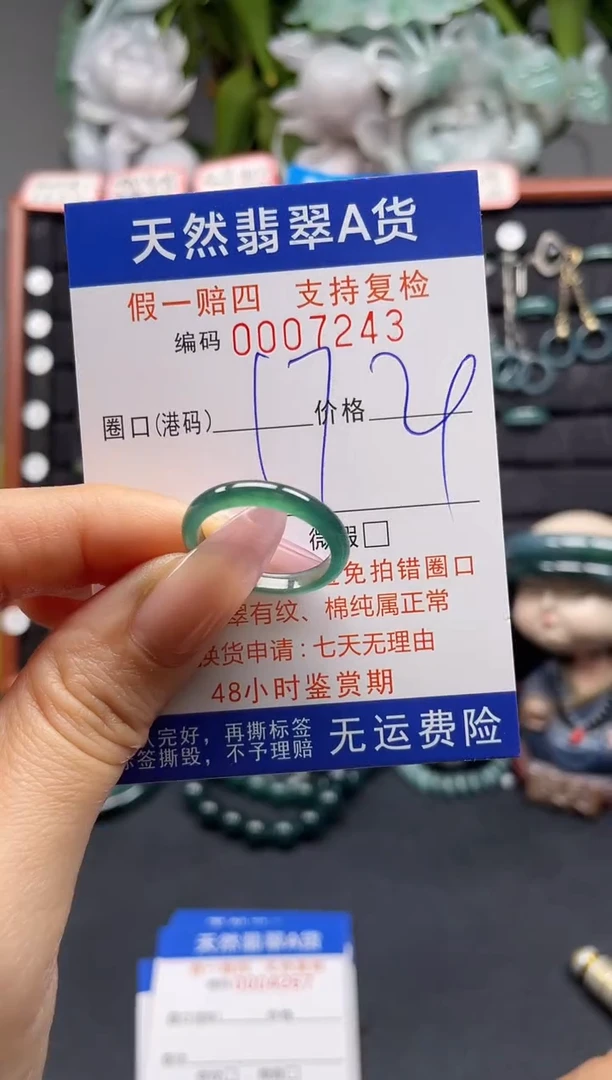 天然翡翠A货
假一赔四 支持复检
编码 0007243
圈口(港码) 17 价格
微瑕□
免拍错圈口
翠有纹、棉纯属正常
换货申请:七天无理由
48小时鉴赏期
完好，再撕标签
标签撕毁，不予理赔
无运费险
天然翡翠A货